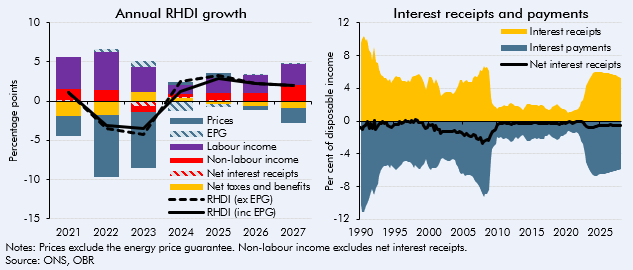 Annual RHDI growth
Percentage points
10
5
0
-5
-10
-15
Prices
EPG
Labour income
Non-labour income
Net interest receipts
Net taxes and benefits
RHDI (ex EPG)
RHDI (inc EPG)
2021 2022 2023 2024 2025 2026 2027
Interest receipts and payments
Per cent of disposable income
12
8
4
0
-4
-8
-12
Interest receipts
Interest payments
Net interest receipts
1990 1995 2000 2005 2010 2015 2020 2025
Notes: Prices exclude the energy price guarantee. Non-labour income excludes net interest receipts.
Source: ONS, OBR